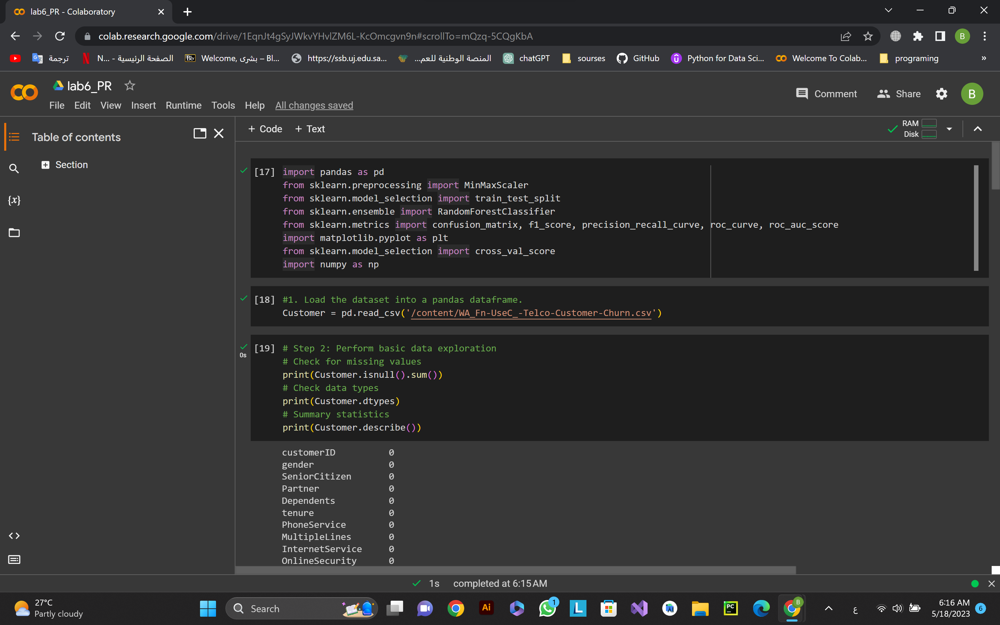 lab6_PR - Colaboratory
colab.research.google.com/drive/1EqnJt4gSyJWkvYHvlZM6L-KcOmcgvn9n#scrollTo=mQzq-5CQgKbA
B
ترجمة
N... - الصفحة الرئيسية
Bb Welcome, بشرى – Bl...
https://ssb.uj.edu.sa...
المنصة الوطنية للعم...
chatGPT
sourses
GitHub
Python for Data Sci...
Welcome To Colab...
programing
»
lab6_PR
Comment
Share
B
File Edit View Insert Runtime Tools Help All changes saved
Table of contents
Section
{x}
+ Code + Text
RAM
Disk
[17] import pandas as pd
from sklearn.preprocessing import MinMaxScaler
from sklearn.model_selection import train_test_split
from sklearn.ensemble import RandomForestClassifier
from sklearn.metrics import confusion_matrix, f1_score, precision_recall_curve, roc_curve, roc_auc_score
import matplotlib.pyplot as plt
from sklearn.model_selection import cross_val_score
import numpy as np
[18] #1. Load the dataset into a pandas dataframe.
Customer = pd.read_csv('/content/WA_Fn-UseC_-Telco-Customer-Churn.csv')
[19] # Step 2: Perform basic data exploration
0s
# Check for missing values
print(Customer.isnull().sum())
# Check data types
print(Customer.dtypes)
# Summary statistics
print(Customer.describe())
customerID 0
gender 0
SeniorCitizen 0
Partner 0
Dependents 0
tenure 0
PhoneService 0
MultipleLines 0
InternetService 0
OnlineSecurity 0
1s completed at 6:15 AM
27°C
Partly cloudy
Search
Ai
1
L
PC
B
ع
6:16 AM
5/18/2023
6